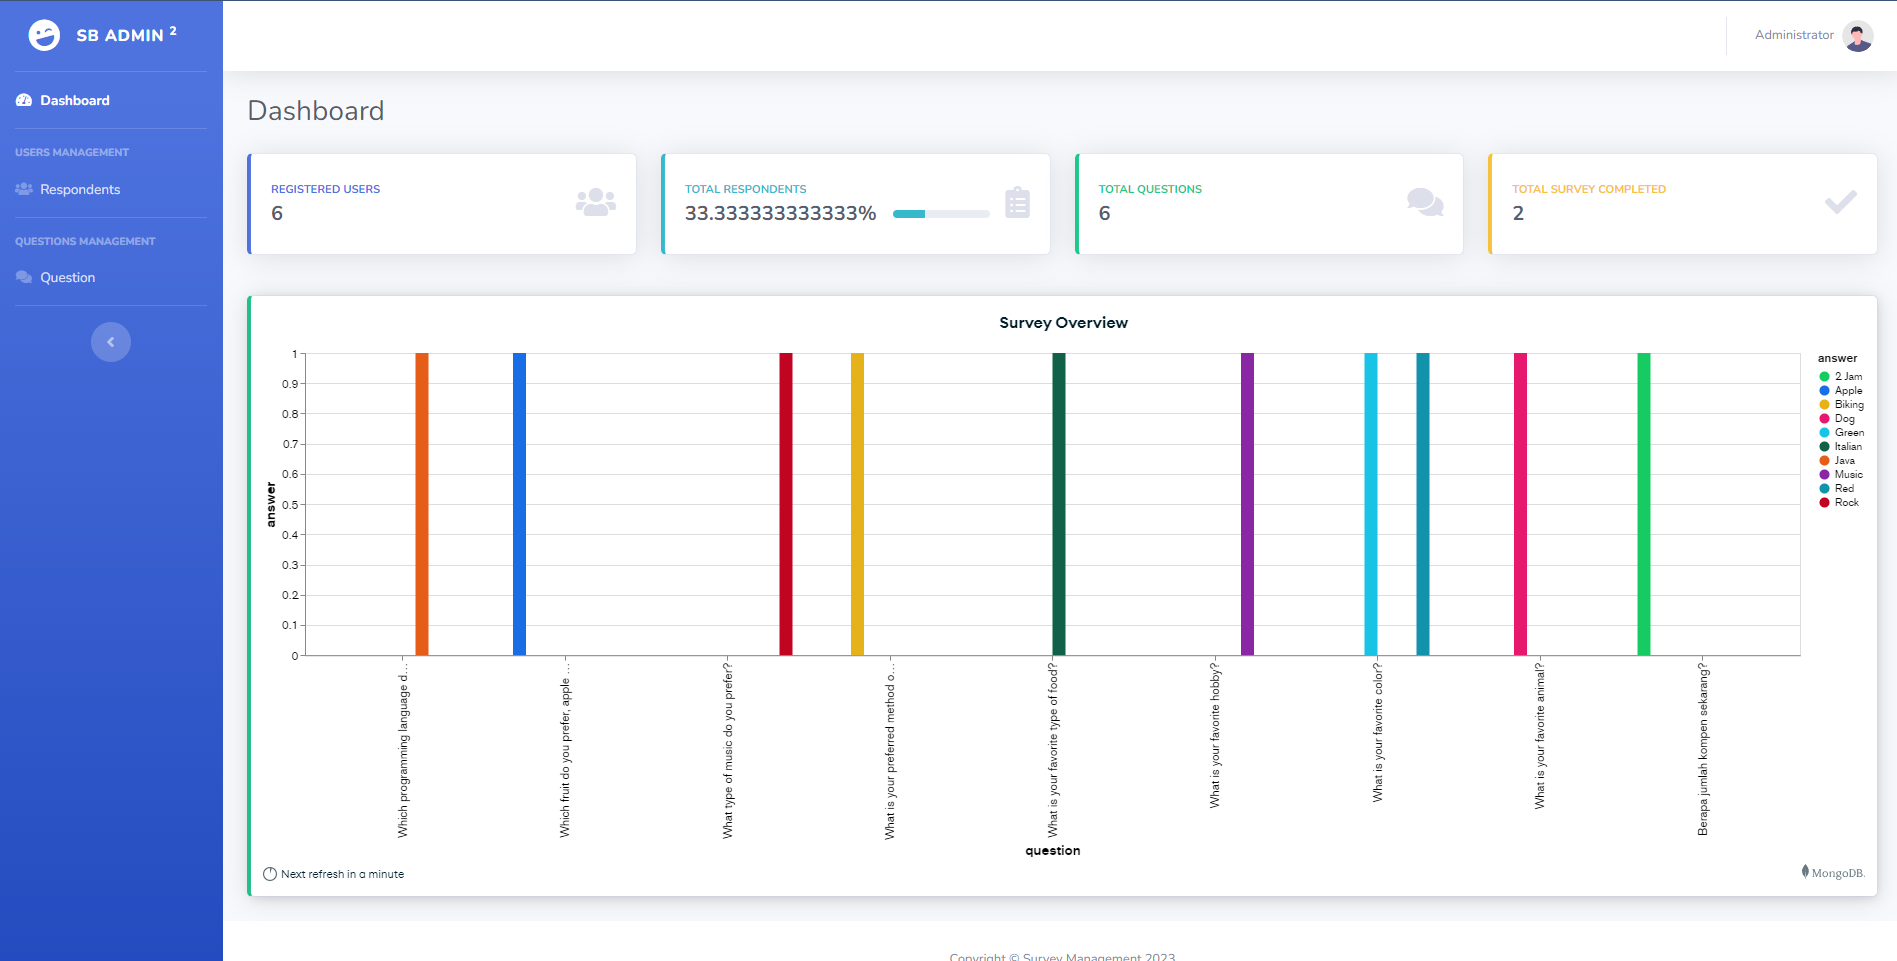 SB ADMIN 2
Administrator
Dashboard
USERS MANAGEMENT
Respondents
QUESTIONS MANAGEMENT
Question
Dashboard
REGISTERED USERS
6
TOTAL RESPONDENTS
33.333333333333%
TOTAL QUESTIONS
6
TOTAL SURVEY COMPLETED
2
Survey Overview
1
0.9
0.8
0.7
0.6
0.5
0.4
0.3
0.2
0.1
0
answer
Which programming language d...
Which fruit do you prefer, apple ...
What type of music do you prefer?
What is your preferred method o...
What is your favorite type of food?
What is your favorite hobby?
What is your favorite color?
What is your favorite animal?
Berapa jumlah kompen sekarang?
question
answer
2 Jam
Apple
Biking
Dog
Green
Italian
Java
Music
Red
Rock
Next refresh in a minute
MongoDB.
Copyright © Survey Management 2023